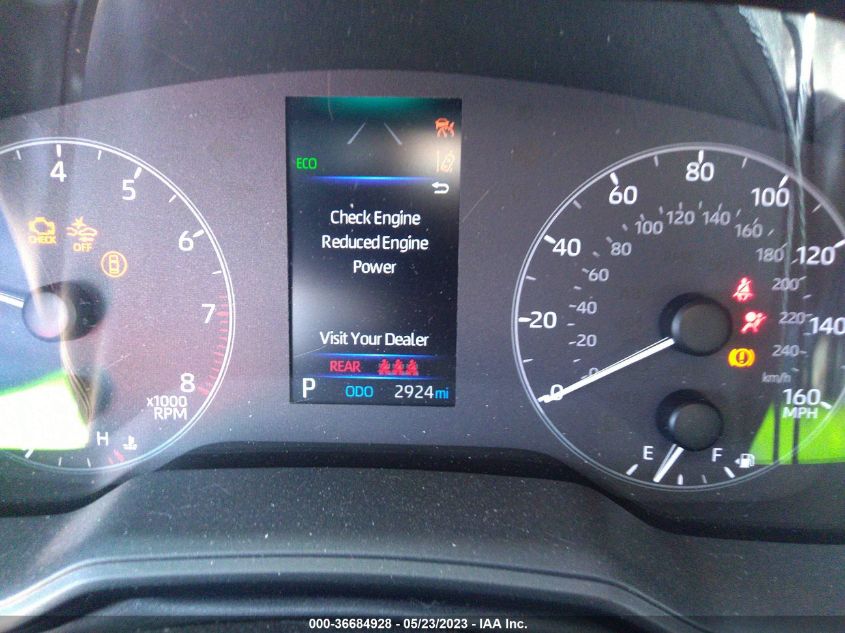 4
5
6
7
8
x1000
RPM
CHECK
OFF
H
ECO
Check Engine
Reduced Engine
Power
Visit Your Dealer
REAR
P ODO 2924 mi
0
20
40
60
80
100
120
140
160
MPH
0
20
40
60
80
100
120
140
160
180
200
220
240
km/h
E F
000-36684928 - 05/23/2023 - IAA Inc.